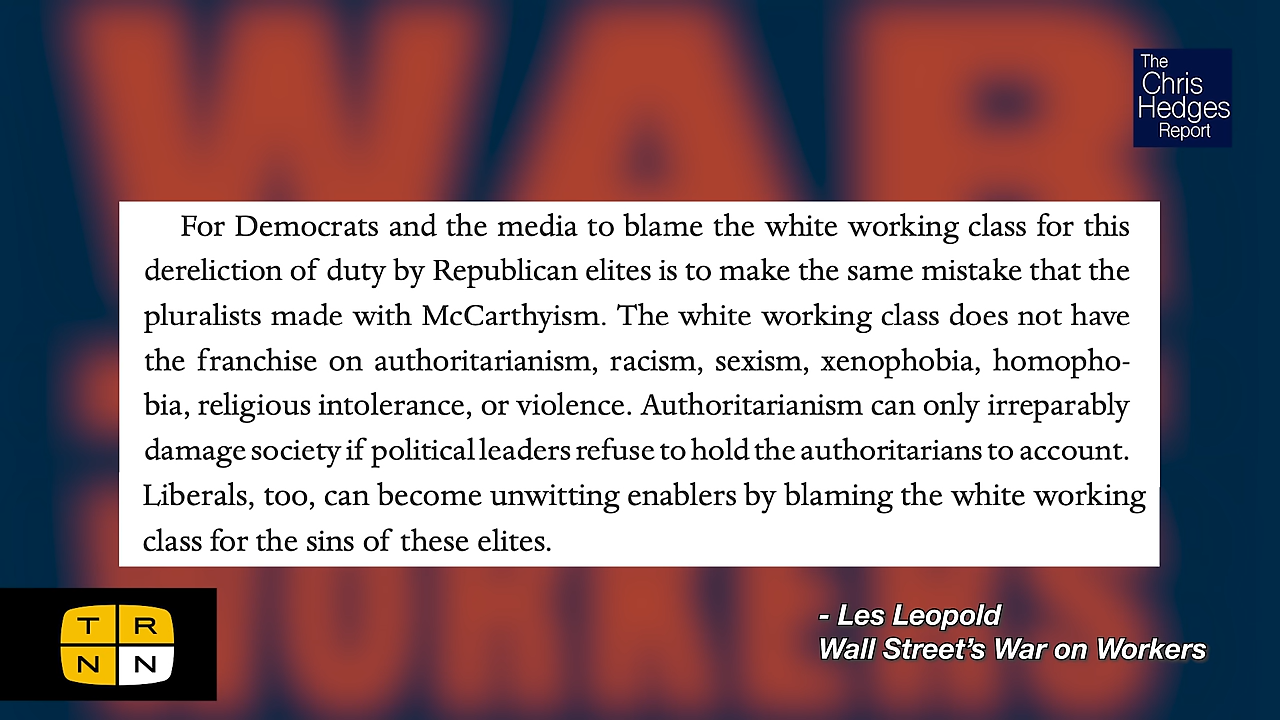 WAR
WORKERS
The
Chris
Hedges
Report
For Democrats and the media to blame the white working class for this
dereliction of duty by Republican elites is to make the same mistake that the
pluralists made with McCarthyism. The white working class does not have
the franchise on authoritarianism, racism, sexism, xenophobia, homopho-
bia, religious intolerance, or violence. Authoritarianism can only irreparably
damage society if political leaders refuse to hold the authoritarians to account.
Liberals, too, can become unwitting enablers by blaming the white working
class for the sins of these elites.
T R
N N
- Les Leopold
Wall Street's War on Workers